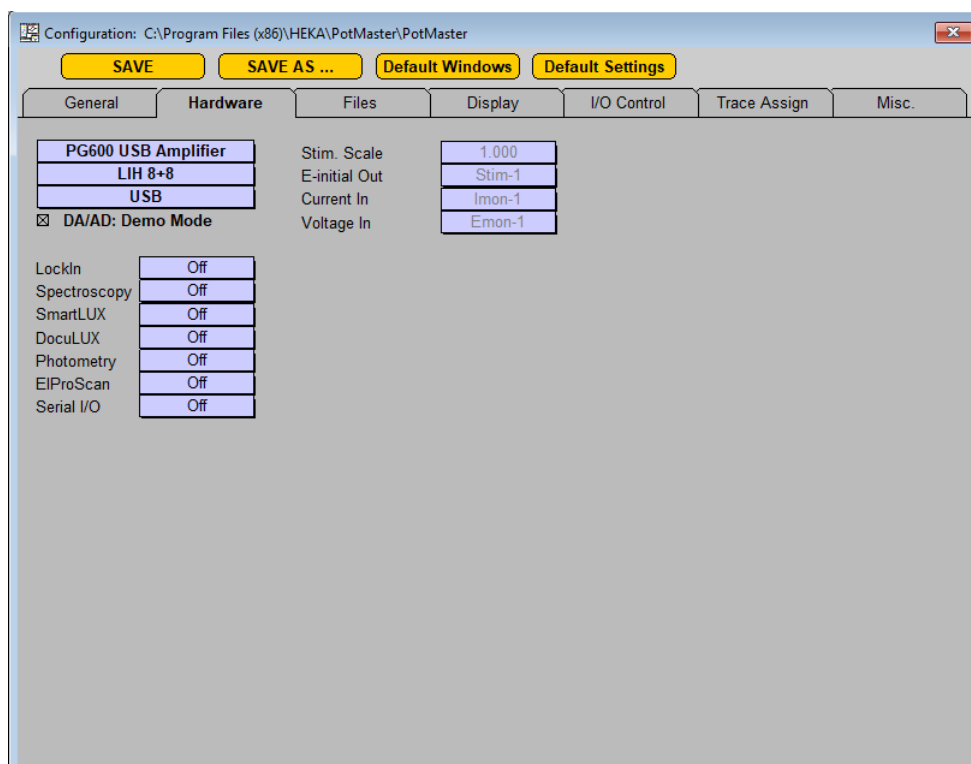 Configuration: C:\Program Files (x86)\HEKA\PotMaster\PotMaster
SAVE SAVE AS ... Default Windows Default Settings
General Hardware Files Display I/O Control Trace Assign Misc.
PG600 USB Amplifier
LIH 8+8
USB
DA/AD: Demo Mode
Stim. Scale 1.000
E-initial Out Stim-1
Current In Imon-1
Voltage In Emon-1
LockIn Off
Spectroscopy Off
SmartLUX Off
DocuLUX Off
Photometry Off
ElProScan Off
Serial I/O Off